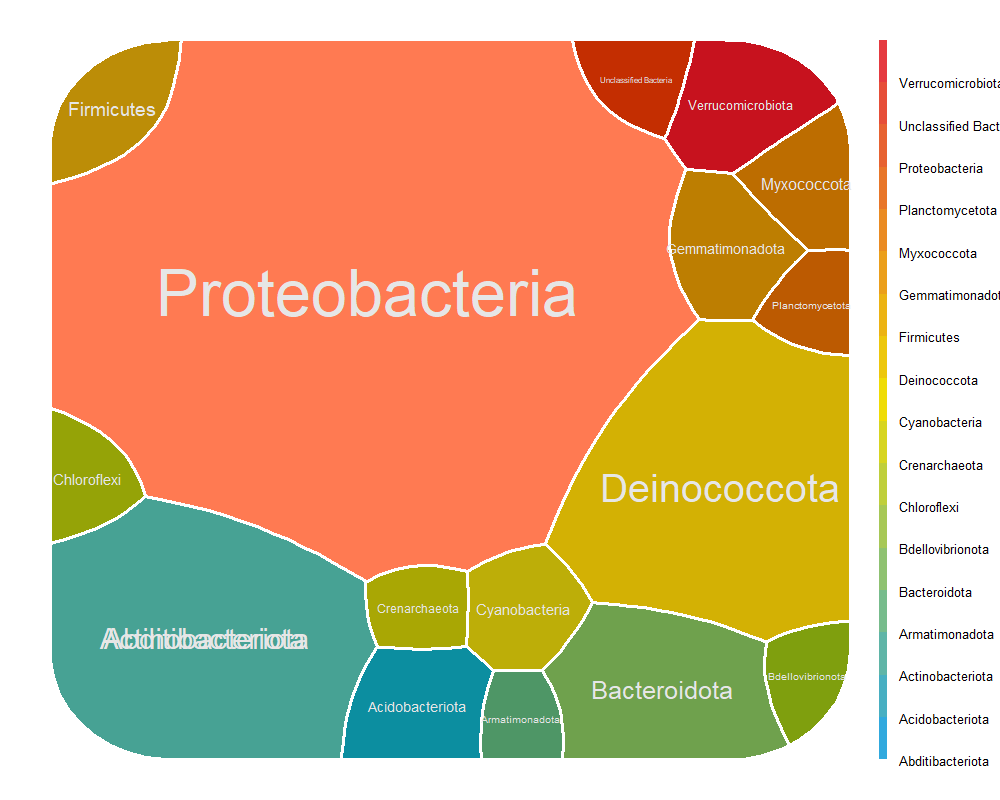 Firmicutes
Unclassified Bacteria
Verrucomicrobiota
Myxococcota
Gemmatimonadota
Planctomycetota
Proteobacteria
Deinococcota
Chloroflexi
Crenarchaeota
Cyanobacteria
Actinobacteriota
Abditibacteriota
Bacteroidota
Bdellovibrionota
Acidobacteriota
Armatimonadota
Verrucomicrobiota
Unclassified Bact
Proteobacteria
Planctomycetota
Myxococcota
Gemmatimonadot
Firmicutes
Deinococcota
Cyanobacteria
Crenarchaeota
Chloroflexi
Bdellovibrionota
Bacteroidota
Armatimonadota
Actinobacteriota
Acidobacteriota
Abditibacteriota